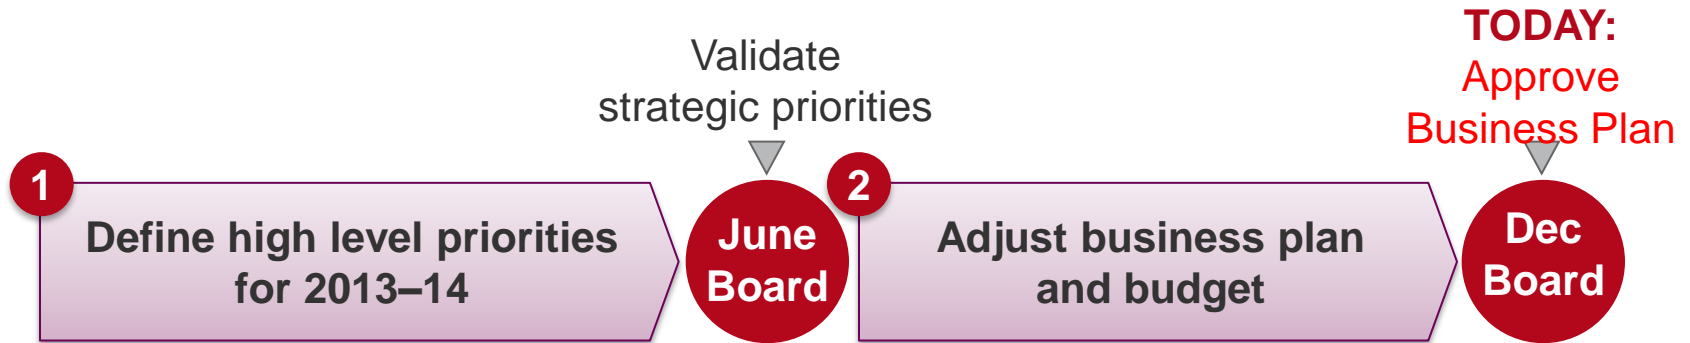 Validate
strategic priorities
TODAY:
Approve
Business Plan
1
Define high level priorities
for 2013–14
June
Board
2
Adjust business plan
and budget
Dec
Board